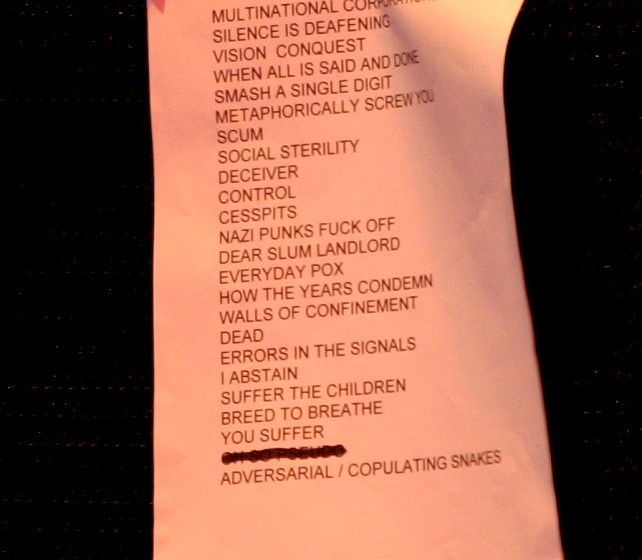 MULTINATIONAL CORPORATIONS
SILENCE IS DEAFENING
VISION CONQUEST
WHEN ALL IS SAID AND DONE
SMASH A SINGLE DIGIT
METAPHORICALLY SCREW YOU
SCUM
SOCIAL STERILITY
DECEIVER
CONTROL
CESSPITS
NAZI PUNKS FUCK OFF
DEAR SLUM LANDLORD
EVERYDAY POX
HOW THE YEARS CONDEMN
WALLS OF CONFINEMENT
DEAD
ERRORS IN THE SIGNALS
I ABSTAIN
SUFFER THE CHILDREN
BREED TO BREATHE
YOU SUFFER
OH SO PSEUDO
ADVERSARIAL / COPULATING SNAKES